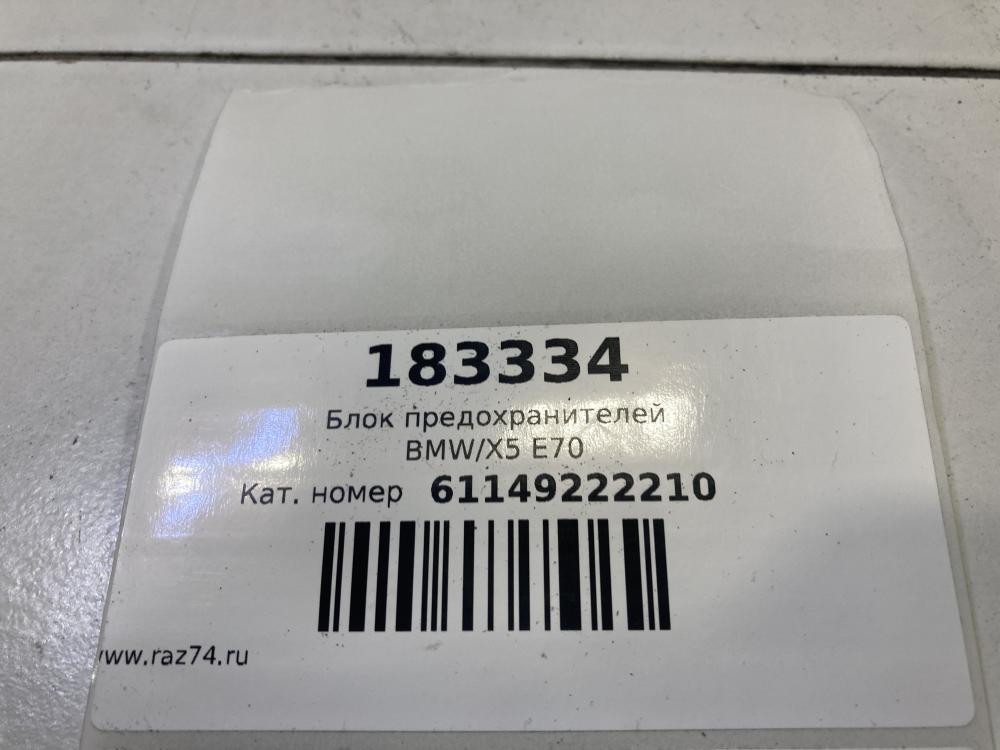 183334
Блок предохранителей
BMW/X5 E70
Кат. номер 61149222210
www.raz74.ru